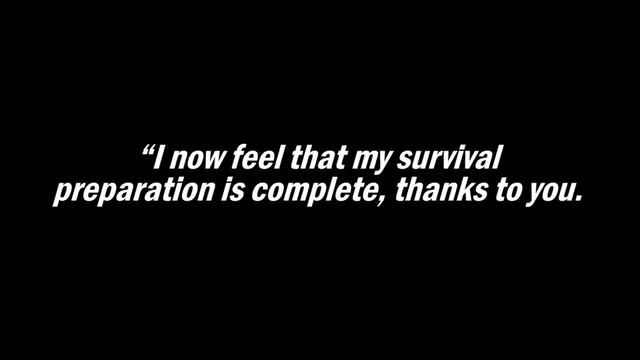 “I now feel that my survival
preparation is complete, thanks to you.